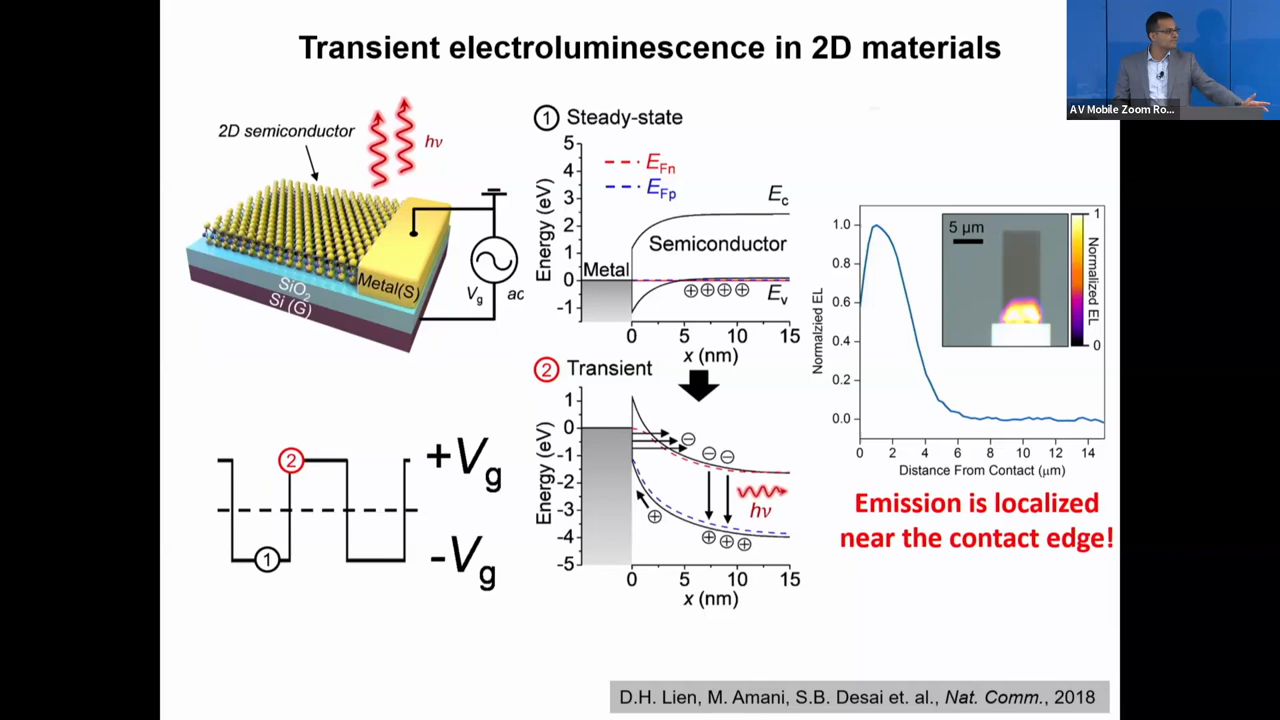 Transient electroluminescence in 2D materials
AV Mobile Zoom Ro...
2D semiconductor
hν
SiO2
Si (G)
Metal(S)
Vg
ac
+Vg
-Vg
2
1
1 Steady-state
5
4
3
2
1
0
-1
Energy (eV)
EFn
EFp
Ec
Semiconductor
Metal
Ev
0 5 10 15
x (nm)
2 Transient
1
0
-1
-2
-3
-4
-5
Energy (eV)
hν
0 5 10 15
x (nm)
1.0
0.8
0.6
0.4
0.2
0.0
Normalzied EL
5 μm
1
0
Normalized EL
0 2 4 6 8 10 12 14
Distance From Contact (μm)
Emission is localized
near the contact edge!
D.H. Lien, M. Amani, S.B. Desai et. al., Nat. Comm., 2018